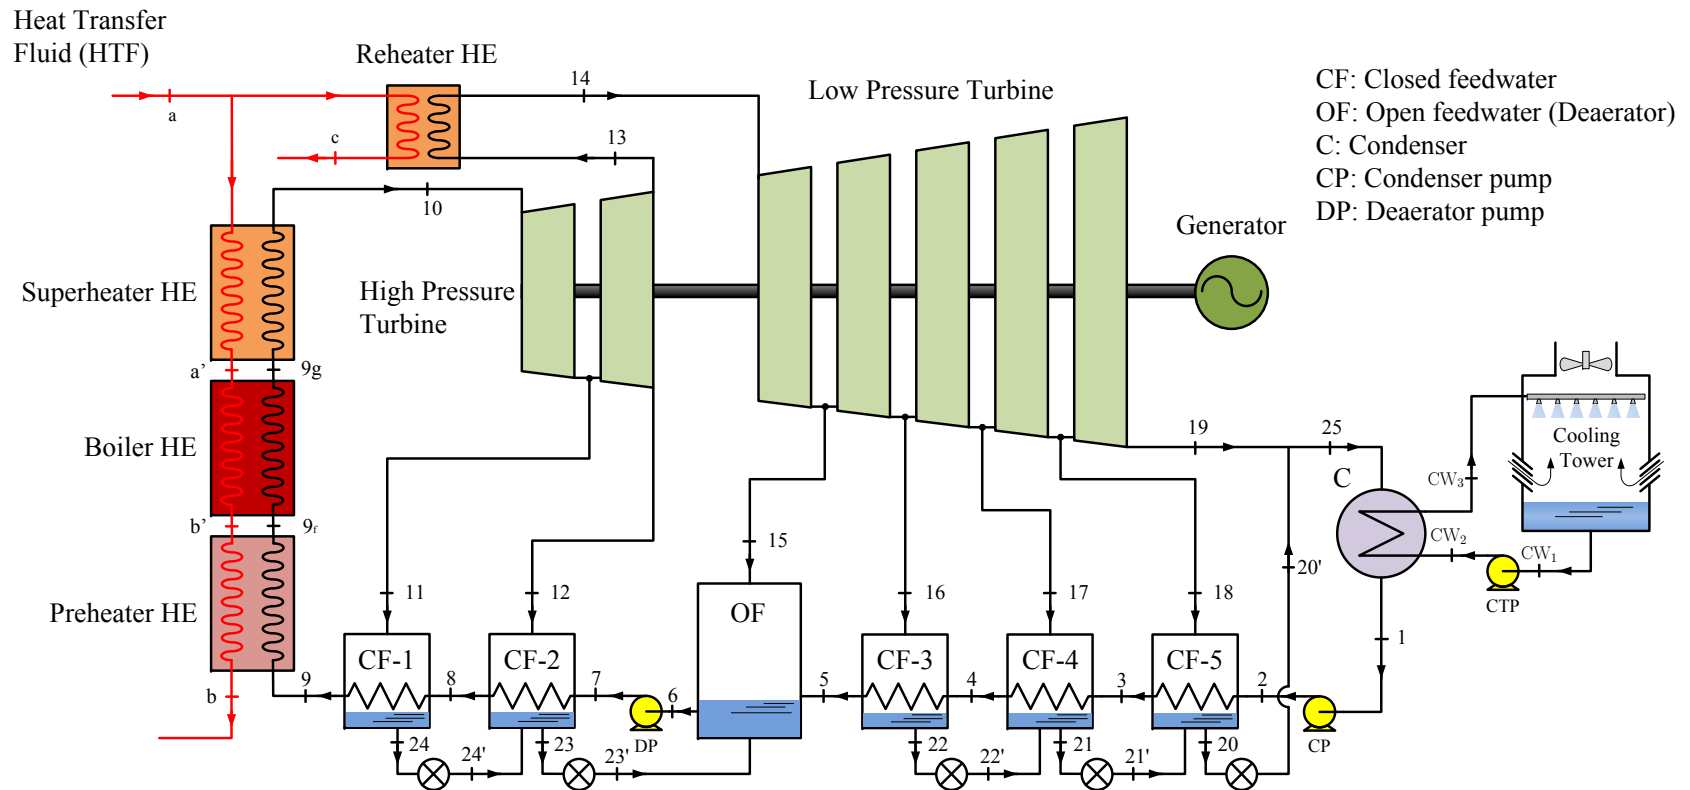 Heat Transfer
Fluid (HTF)
Reheater HE
14
Low Pressure Turbine
CF: Closed feedwater
OF: Open feedwater (Deaerator)
C: Condenser
CP: Condenser pump
DP: Deaerator pump
a
c
13
10
Generator
Superheater HE
High Pressure
Turbine
a'
9g
Boiler HE
19
25
Cooling
Tower
C
CW3
b'
9f
CW2
CW1
15
20'
CTP
Preheater HE
11
12
OF
16
17
18
1
CF-1
CF-2
CF-3
CF-4
CF-5
b
9
8
7
6
5
4
3
2
DP
CP
24
24'
23
23'
22
22'
21
21'
20